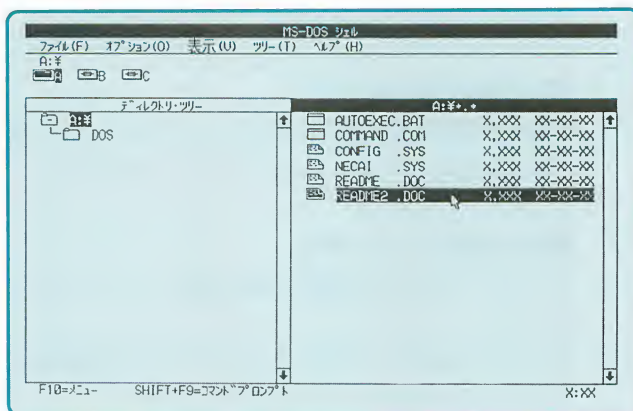 MS-DOS シェル
ファイル(F) オプション(O) 表示(V) ツリー(T) ヘルプ(H)
A:¥
A B C
ディレクトリ・ツリー
A:¥
DOS
A:¥*.*
AUTOEXEC.BAT X,XXX XX-XX-XX
COMMAND .COM X,XXX XX-XX-XX
CONFIG .SYS X,XXX XX-XX-XX
NECAI .SYS X,XXX XX-XX-XX
README .DOC X,XXX XX-XX-XX
README2 .DOC X,XXX XX-XX-XX
F10=メニュー SHIFT+F9=コマンド プロンプト
X:XX